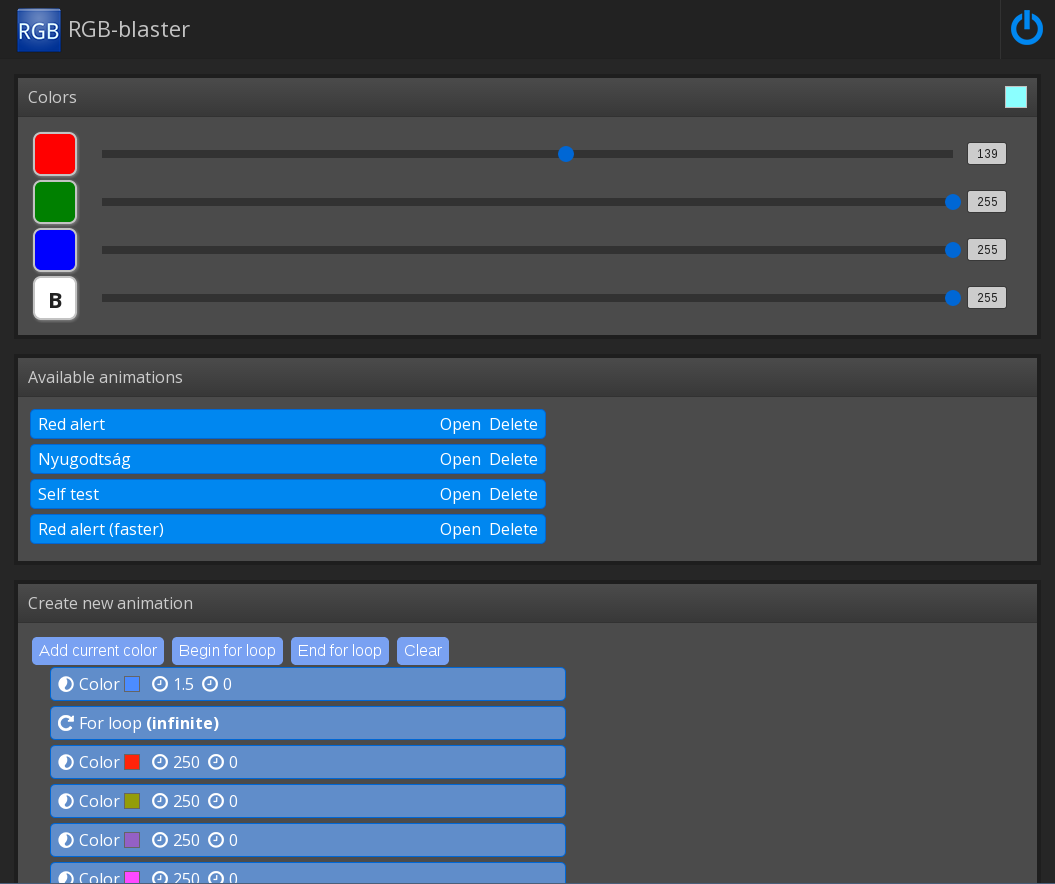 RGB RGB-blaster
Colors
139
255
255
B 255
Available animations
Red alert Open Delete
Nyugodtság Open Delete
Self test Open Delete
Red alert (faster) Open Delete
Create new animation
Add current color Begin for loop End for loop Clear
Color 1.5 0
For loop (infinite)
Color 250 0
Color 250 0
Color 250 0
Color 250 0